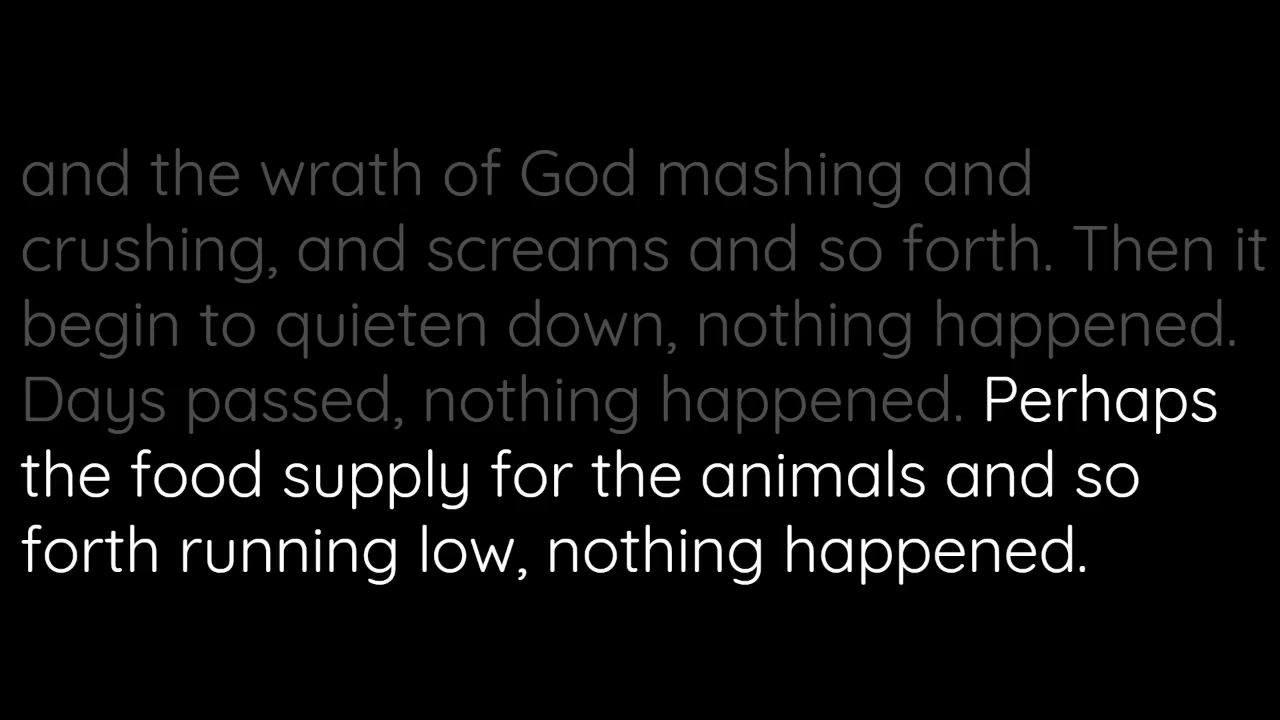 and the wrath of God mashing and
crushing, and screams and so forth. Then it
begin to quieten down, nothing happened.
Days passed, nothing happened. Perhaps
the food supply for the animals and so
forth running low, nothing happened.